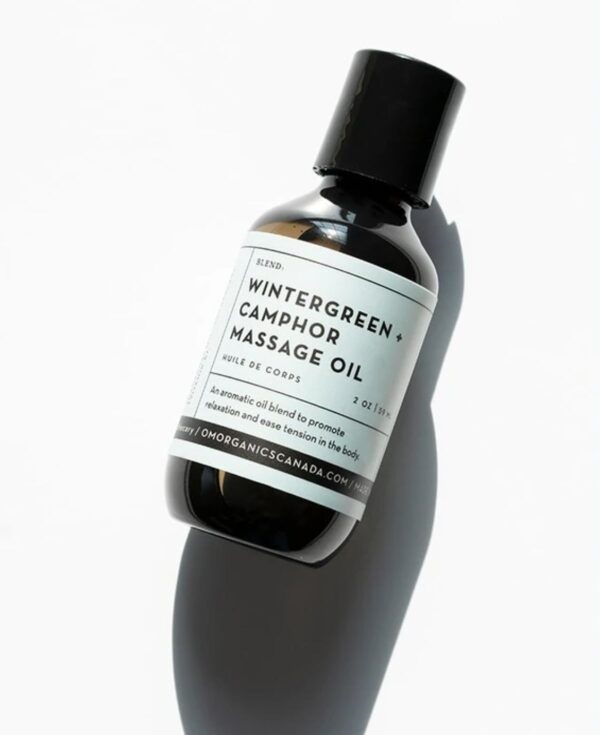 BLEND:
WINTERGREEN +
CAMPHOR
MASSAGE OIL
HUILE DE CORPS
2 OZ | 59 M
An aromatic oil blend to promote
relaxation and ease tension in the body.
/ OMORGANICSCANADA.COM /